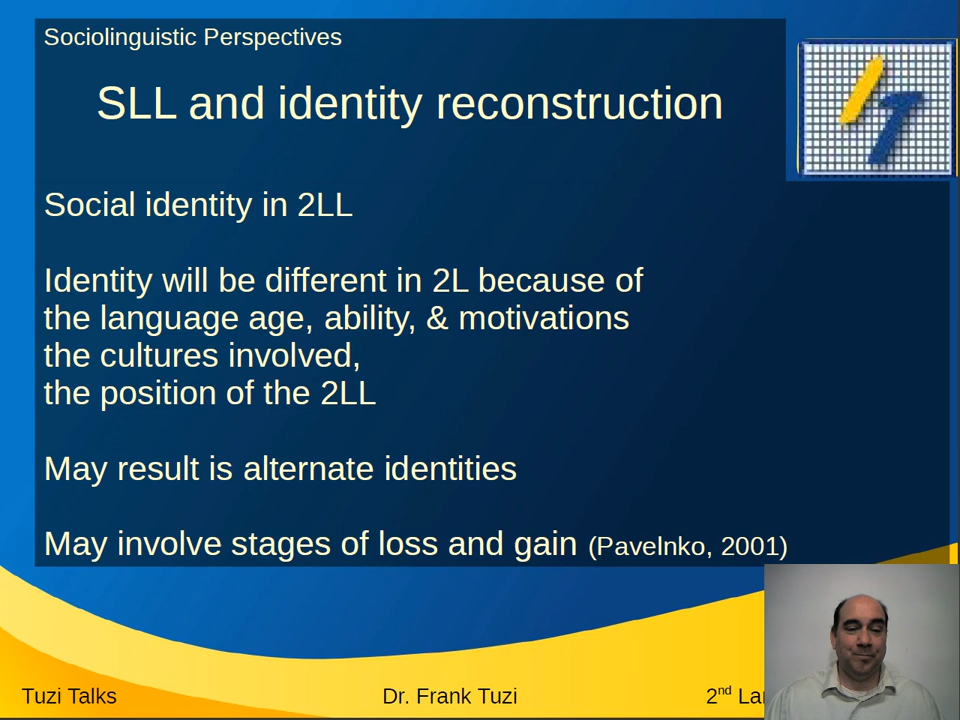 Sociolinguistic Perspectives
SLL and identity reconstruction
Social identity in 2LL
Identity will be different in 2L because of
the language age, ability, & motivations
the cultures involved,
the position of the 2LL
May result is alternate identities
May involve stages of loss and gain (Pavelnko, 2001)
Tuzi Talks Dr. Frank Tuzi 2nd